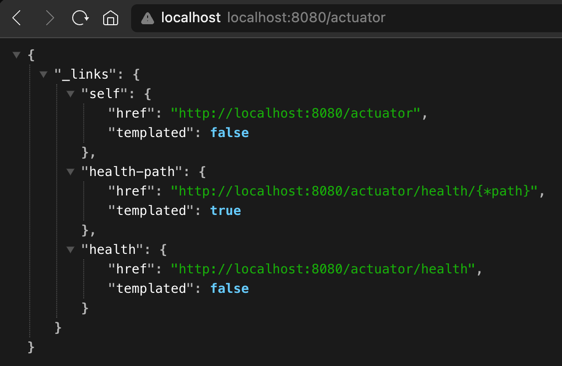 localhost localhost:8080/actuator
{
"_links": {
"self": {
"href": "http://localhost:8080/actuator",
"templated": false
},
"health-path": {
"href": "http://localhost:8080/actuator/health/{*path}",
"templated": true
},
"health": {
"href": "http://localhost:8080/actuator/health",
"templated": false
}
}
}